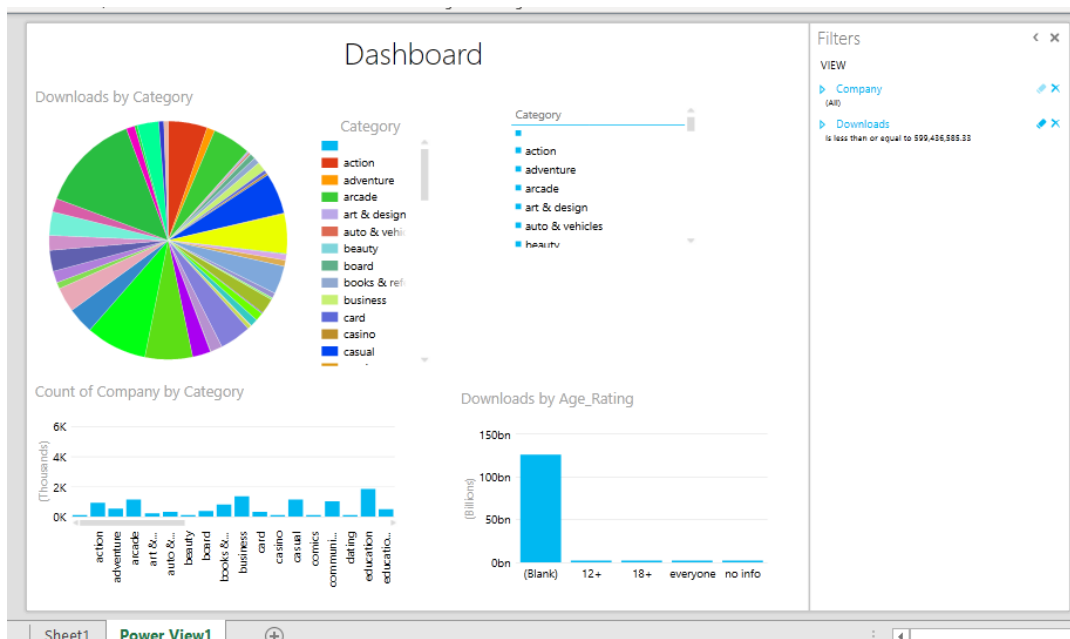 Dashboard
Downloads by Category
Category
action
adventure
arcade
art & design
auto & vehic
beauty
board
books & ref
business
card
casino
casual
Category
action
adventure
arcade
art & design
auto & vehicles
beauty
Count of Company by Category
6K
4K
2K
0K
(Thousands)
action
adventure
arcade
art &...
auto &...
beauty
board
books &...
business
card
casino
casual
comics
communi...
dating
education
educatio...
Downloads by Age_Rating
150bn
100bn
50bn
0bn
(Billions)
(Blank)
12+
18+
everyone
no info
Filters
VIEW
Company
(All)
Downloads
is less than or equal to 599,436,585.33
Sheet1
Power View1